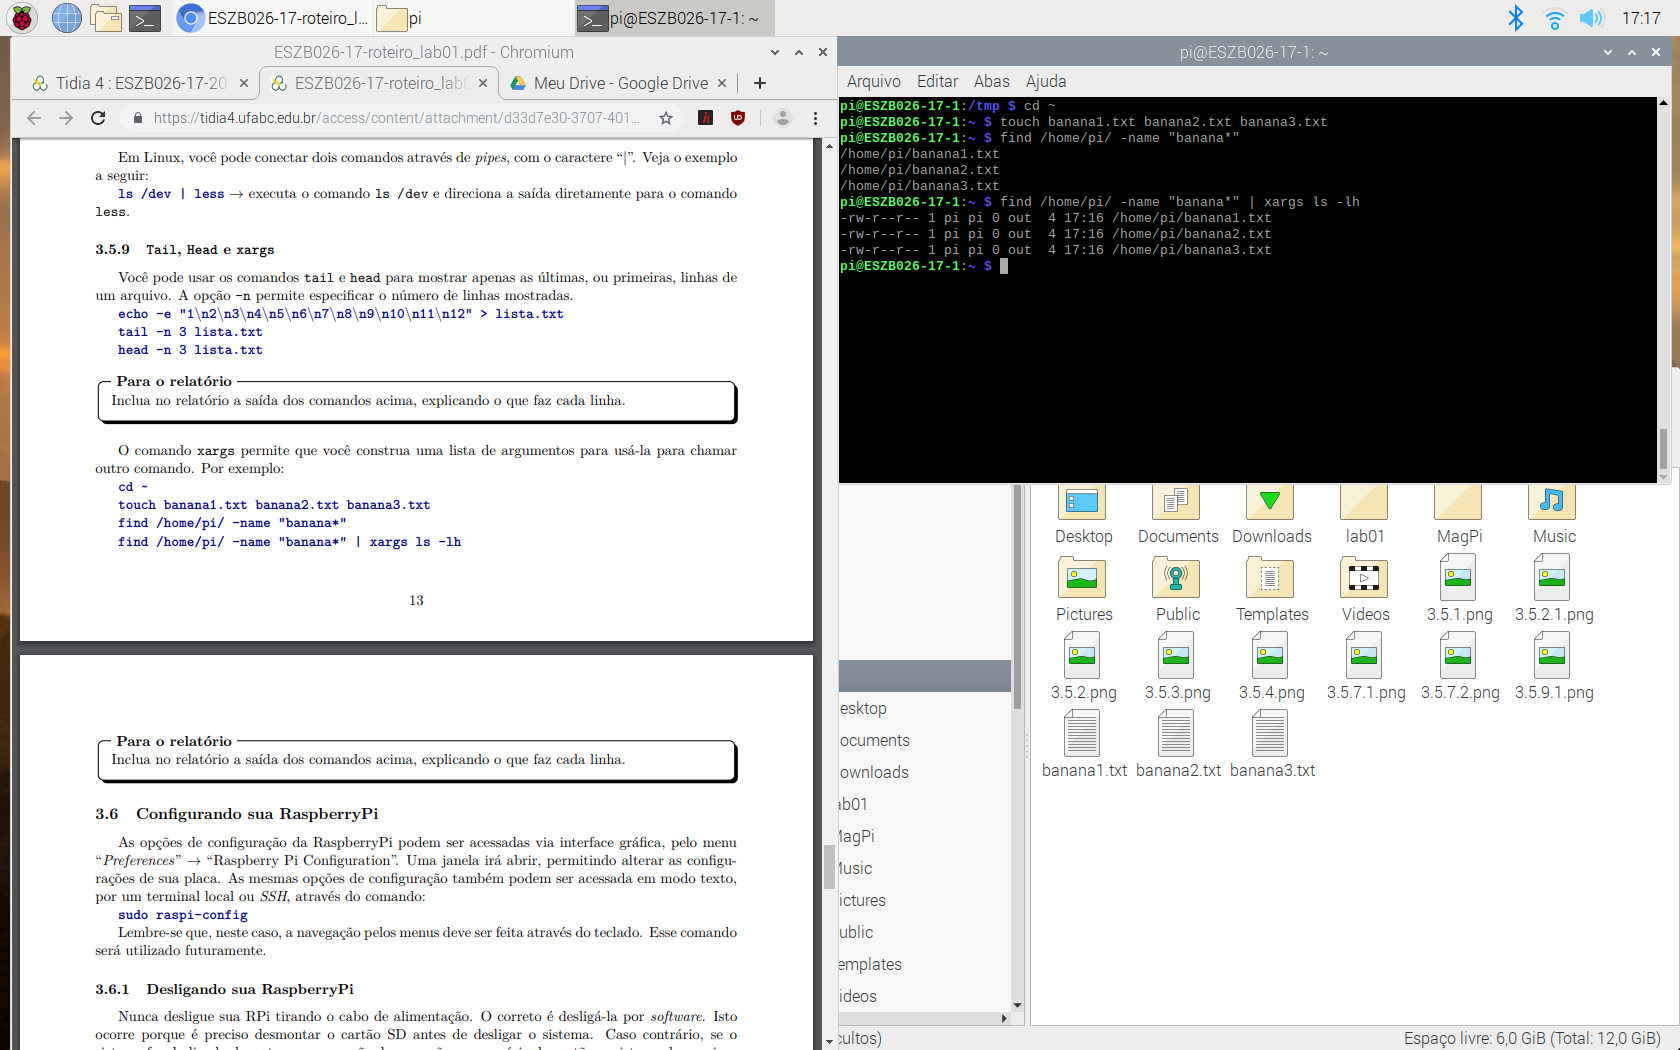 ESZB026-17-roteiro_l...
pi
pi@ESZB026-17-1: ~
17:17
ESZB026-17-roteiro_lab01.pdf - Chromium
Tidia 4 : ESZB026-17-20
ESZB026-17-roteiro_lab0
Meu Drive - Google Drive
https://tidia4.ufabc.edu.br/access/content/attachment/d33d7e30-3707-401...
Em Linux, você pode conectar dois comandos através de pipes, com o caractere “|”. Veja o exemplo
a seguir:
ls /dev | less → executa o comando ls /dev e direciona a saída diretamente para o comando
less.
3.5.9 Tail, Head e xargs
Você pode usar os comandos tail e head para mostrar apenas as últimas, ou primeiras, linhas de
um arquivo. A opção -n permite especificar o número de linhas mostradas.
echo -e "1\n2\n3\n4\n5\n6\n7\n8\n9\n10\n11\n12" > lista.txt
tail -n 3 lista.txt
head -n 3 lista.txt
Para o relatório
Inclua no relatório a saída dos comandos acima, explicando o que faz cada linha.
O comando xargs permite que você construa uma lista de argumentos para usá-la para chamar
outro comando. Por exemplo:
cd ~
touch banana1.txt banana2.txt banana3.txt
find /home/pi/ -name "banana*"
find /home/pi/ -name "banana*" | xargs ls -lh
13
Para o relatório
Inclua no relatório a saída dos comandos acima, explicando o que faz cada linha.
3.6 Configurando sua RaspberryPi
As opções de configuração da RaspberryPi podem ser acessadas via interface gráfica, pelo menu
“Preferences” → “Raspberry Pi Configuration”. Uma janela irá abrir, permitindo alterar as configu-
rações de sua placa. As mesmas opções de configuração também podem ser acessada em modo texto,
por um terminal local ou SSH, através do comando:
sudo raspi-config
Lembre-se que, neste caso, a navegação pelos menus deve ser feita através do teclado. Esse comando
será utilizado futuramente.
3.6.1 Desligando sua RaspberryPi
Nunca desligue sua RPi tirando o cabo de alimentação. O correto é desligá-la por software. Isto
ocorre porque é preciso desmontar o cartão SD antes de desligar o sistema. Caso contrário, se o
pi@ESZB026-17-1: ~
Arquivo Editar Abas Ajuda
pi@ESZB026-17-1:/tmp $ cd ~
pi@ESZB026-17-1:~ $ touch banana1.txt banana2.txt banana3.txt
pi@ESZB026-17-1:~ $ find /home/pi/ -name "banana*"
/home/pi/banana1.txt
/home/pi/banana2.txt
/home/pi/banana3.txt
pi@ESZB026-17-1:~ $ find /home/pi/ -name "banana*" | xargs ls -lh
-rw-r--r-- 1 pi pi 0 out  4 17:16 /home/pi/banana1.txt
-rw-r--r-- 1 pi pi 0 out  4 17:16 /home/pi/banana2.txt
-rw-r--r-- 1 pi pi 0 out  4 17:16 /home/pi/banana3.txt
pi@ESZB026-17-1:~ $
esktop
ocuments
ownloads
ab01
MagPi
Music
ictures
ublic
emplates
ideos
Desktop Documents Downloads lab01 MagPi Music
Pictures Public Templates Videos 3.5.1.png 3.5.2.1.png
3.5.2.png 3.5.3.png 3.5.4.png 3.5.7.1.png 3.5.7.2.png 3.5.9.1.png
banana1.txt banana2.txt banana3.txt
cultos)
Espaço livre: 6,0 GiB (Total: 12,0 GiB)